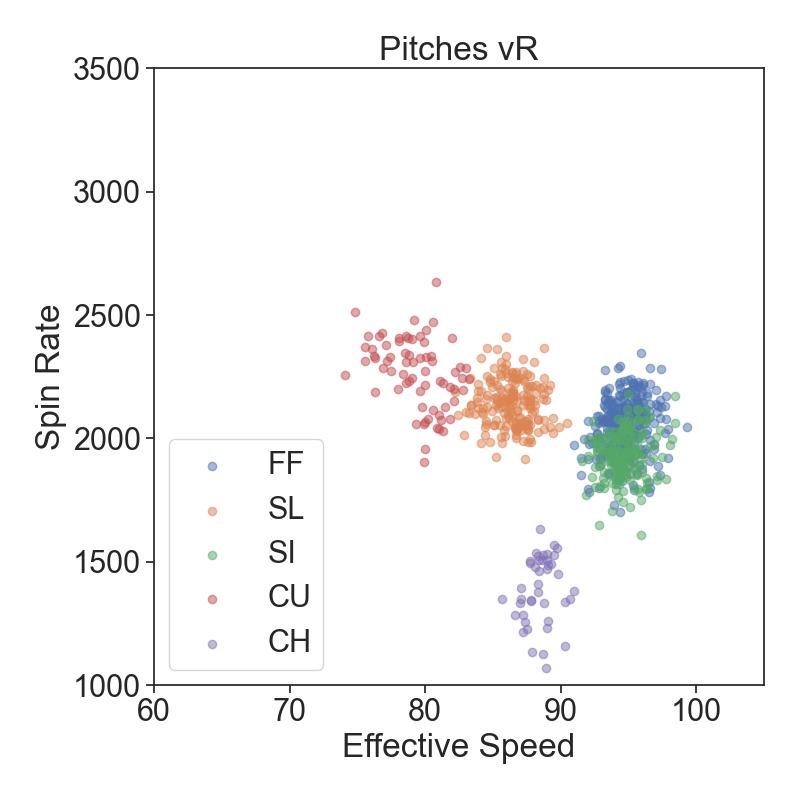 Pitches vR
3500
3000
2500
2000
1500
1000
Spin Rate
FF
SL
SI
CU
CH
60 70 80 90 100
Effective Speed